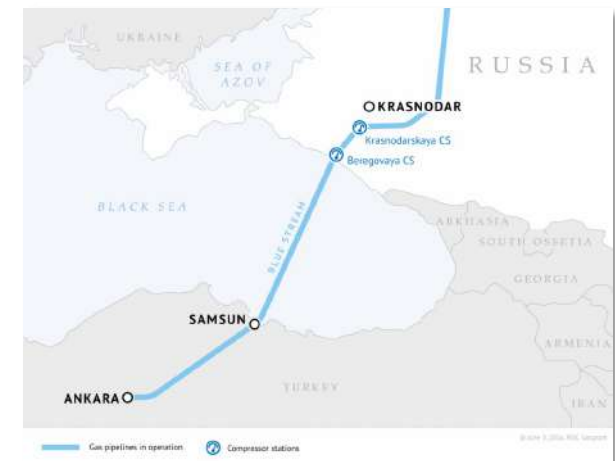 UKRAINE
SEA OF
AZOV
RUSSIA
KRASNODAR
Krasnodarskaya CS
Beregovaya CS
BLACK SEA
BLUE STREAM
ABKHASIA
SOUTH OSSETIA
GEORGIA
SAMSUN
ARMENIA
TURKEY
ANKARA
IRAN
Gas pipelines in operation
Compressor stations